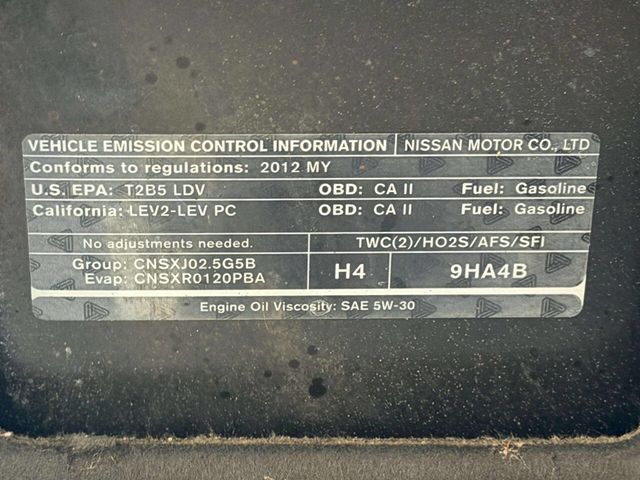 VEHICLE EMISSION CONTROL INFORMATION NISSAN MOTOR CO., LTD
Conforms to regulations: 2012 MY
U.S. EPA: T2B5 LDV OBD: CA II Fuel: Gasoline
California: LEV2-LEV PC OBD: CA II Fuel: Gasoline
No adjustments needed. TWC(2)/HO2S/AFS/SFI
Group: CNSXJ02.5G5B
Evap: CNSXR0120PBA
H4 9HA4B
Engine Oil Viscosity: SAE 5W-30